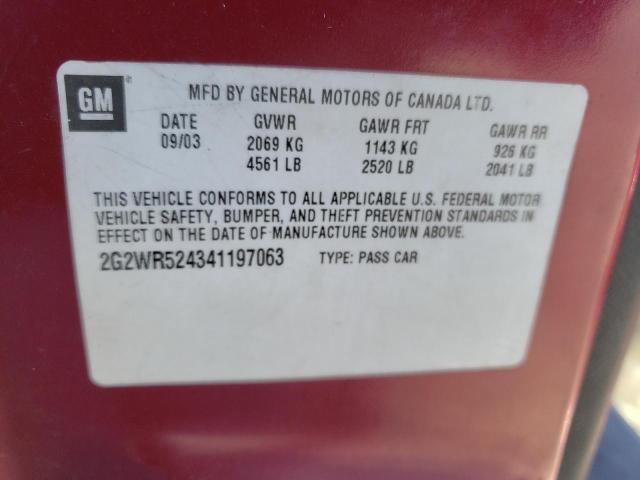 GM ®
MFD BY GENERAL MOTORS OF CANADA LTD.
DATE GVWR GAWR FRT GAWR RR
09/03 2069 KG 1143 KG 926 KG
4561 LB 2520 LB 2041 LB
THIS VEHICLE CONFORMS TO ALL APPLICABLE U.S. FEDERAL MOTOR
VEHICLE SAFETY, BUMPER, AND THEFT PREVENTION STANDARDS IN
EFFECT ON THE DATE OF MANUFACTURE SHOWN ABOVE.
2G2WR524341197063 TYPE: PASS CAR